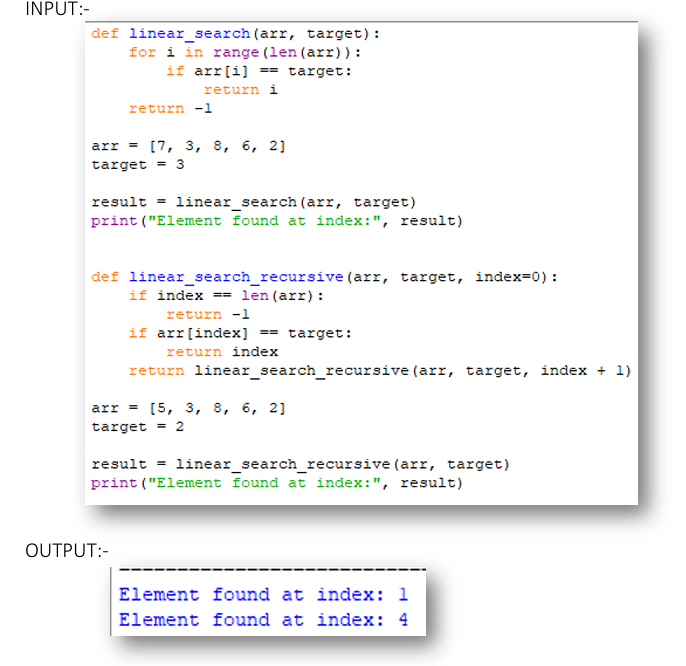 INPUT:-
def linear_search(arr, target):
    for i in range(len(arr)):
        if arr[i] == target:
            return i
    return -1
arr = [7, 3, 8, 6, 2]
target = 3
result = linear_search(arr, target)
print("Element found at index:", result)
def linear_search_recursive(arr, target, index=0):
    if index == len(arr):
        return -1
    if arr[index] == target:
        return index
    return linear_search_recursive(arr, target, index + 1)
arr = [5, 3, 8, 6, 2]
target = 2
result = linear_search_recursive(arr, target)
print("Element found at index:", result)
OUTPUT:-
Element found at index: 1
Element found at index: 4